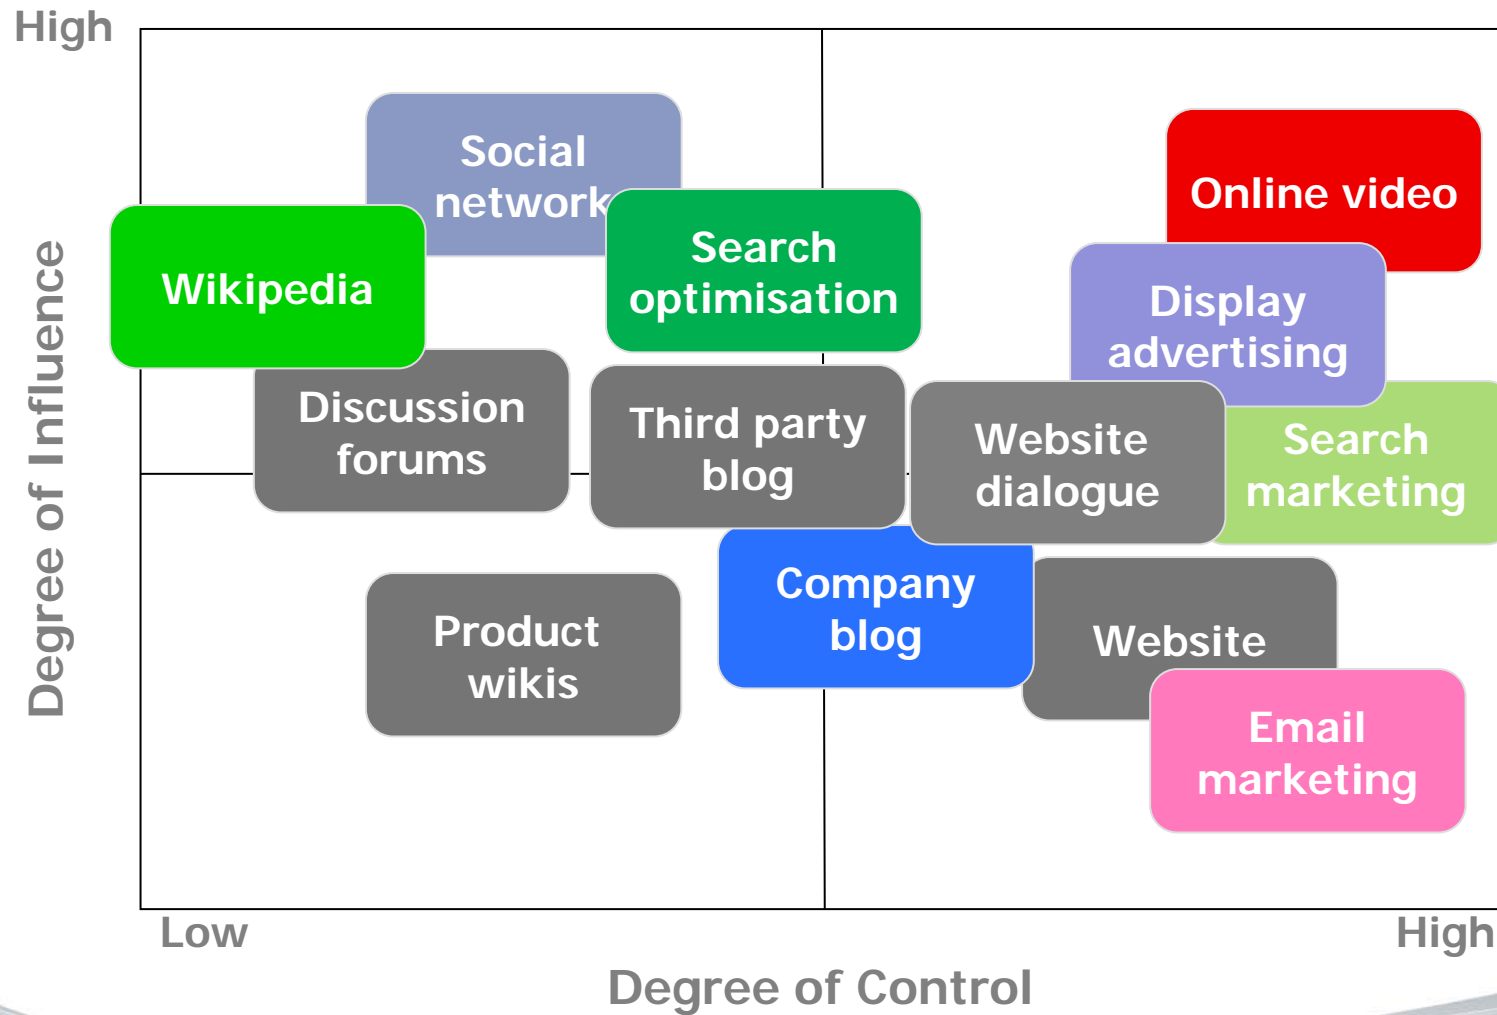 High
Social
network
Online video
Search
optimisation
Wikipedia
Display
advertising
Discussion
forums
Third party
blog
Website
dialogue
Search
marketing
Company
blog
Product
wikis
Website
Email
marketing
Degree of Influence
Low
High
Degree of Control